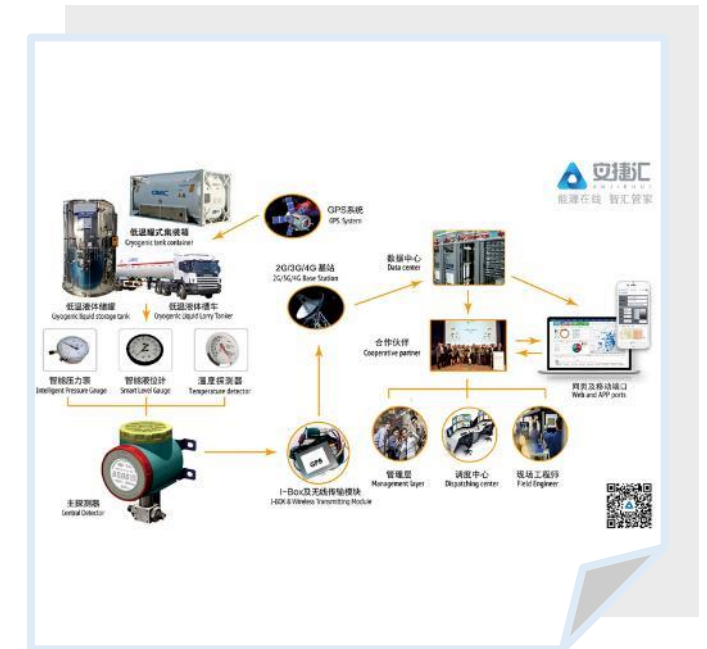 安捷汇
ANJIEHUI
能源在线 智汇管家
CIMC
低温罐式集装箱
Cryogenic tank container
GPS系统
GPS System
低温液体储罐
Cryogenic liquid storage tank
低温液体槽车
Cryogenic Liquid Lorry Tanker
2G/3G/4G 基站
2G/3G/4G Base Station
数据中心
Data center
合作伙伴
Cooperative partner
网页及移动端口
Web and APP ports
智能压力表
Intelligent Pressure Gauge
智能液位计
Smart Level Gauge
温度探测器
Temperature detector
主探测器
Central Detector
GPS
I-Box及无线传输模块
I-BOX & Wireless Transmitting Module
管理层
Management layer
调度中心
Dispatching center
现场工程师
Field Engineer